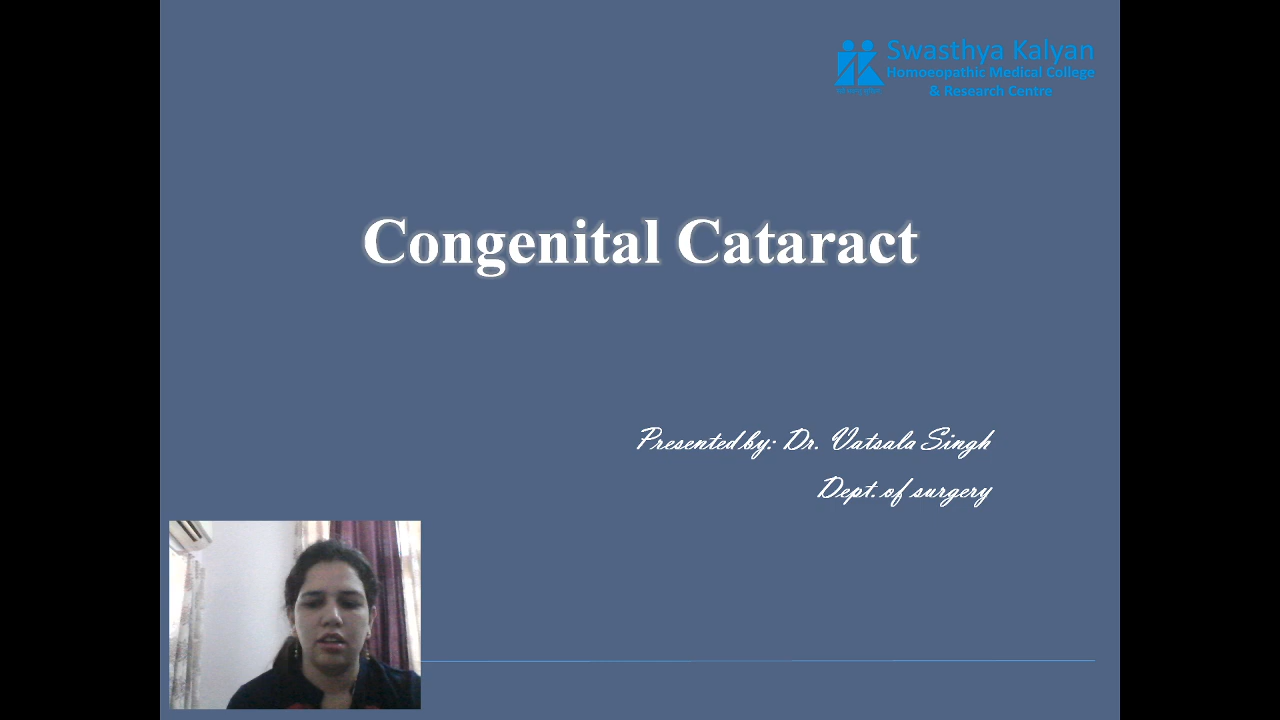 Swasthya Kalyan
Homoeopathic Medical College
& Research Centre
Congenital Cataract
Presented by: Dr. Vatsala Singh
Dept. of surgery